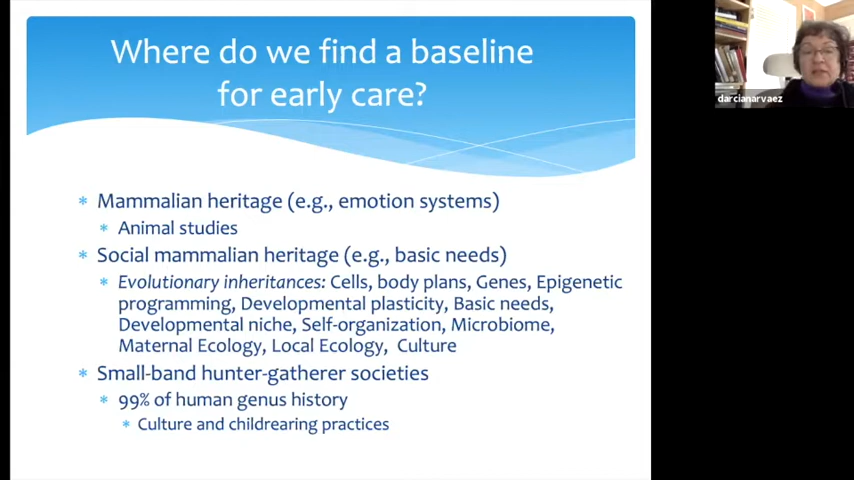 Where do we find a baseline
for early care?
* Mammalian heritage (e.g., emotion systems)
* Animal studies
* Social mammalian heritage (e.g., basic needs)
* Evolutionary inheritances: Cells, body plans, Genes, Epigenetic
programming, Developmental plasticity, Basic needs,
Developmental niche, Self-organization, Microbiome,
Maternal Ecology, Local Ecology, Culture
* Small-band hunter-gatherer societies
* 99% of human genus history
* Culture and childrearing practices
darcianarvaez